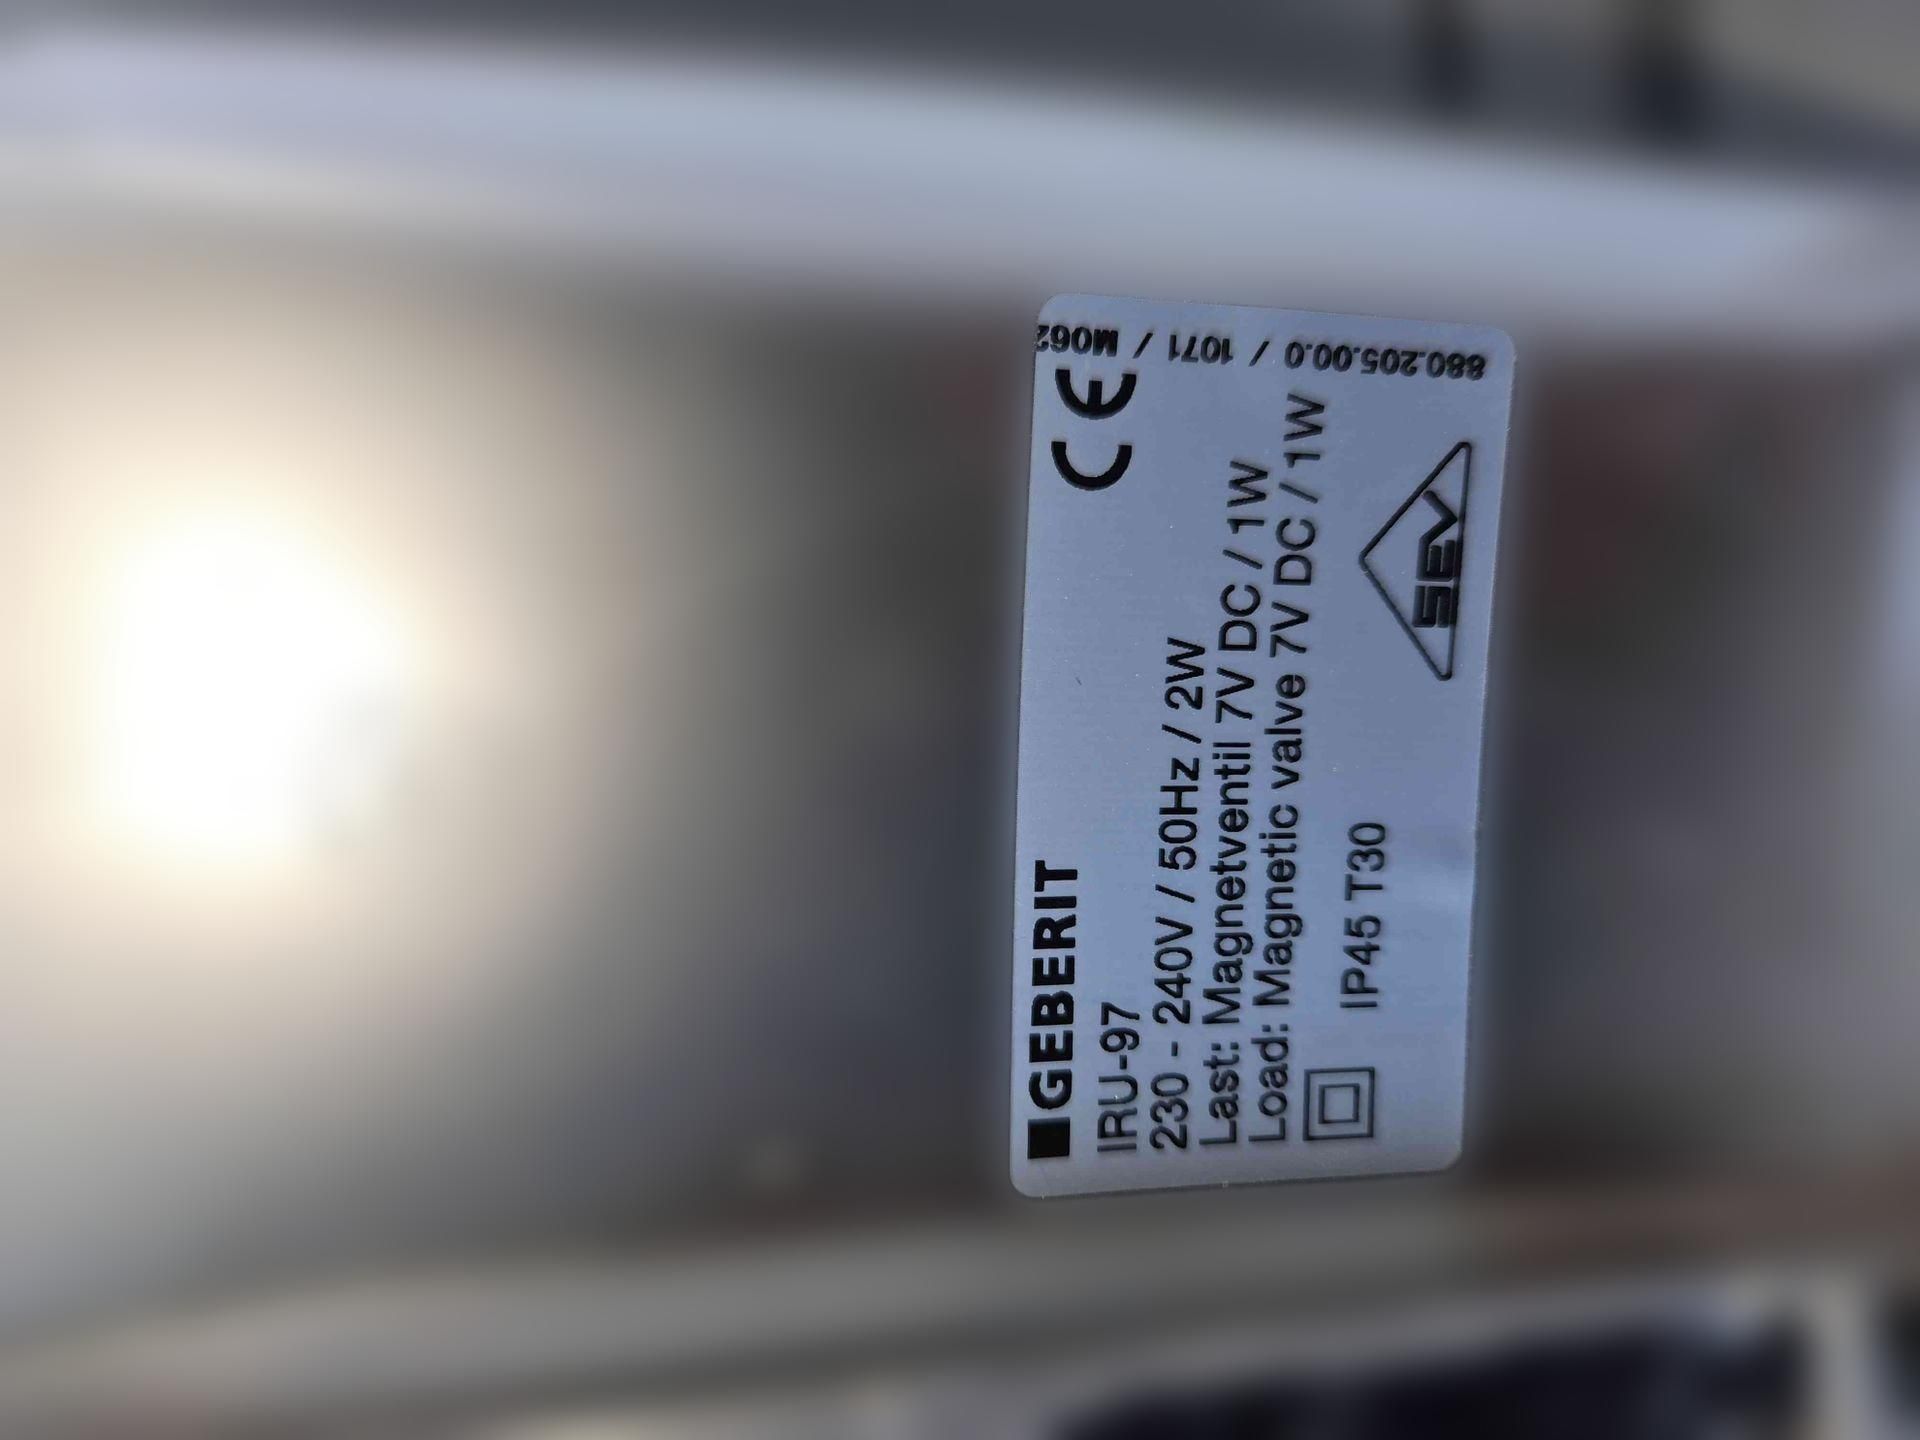 GEBERIT
CE
IRU-97
230 - 240V / 50Hz / 2W
Last: Magnetventil 7V DC / 1W
Load: Magnetic valve 7V DC / 1W
IP45 T30
SEV
880.205.00.0 / 1071 / M062